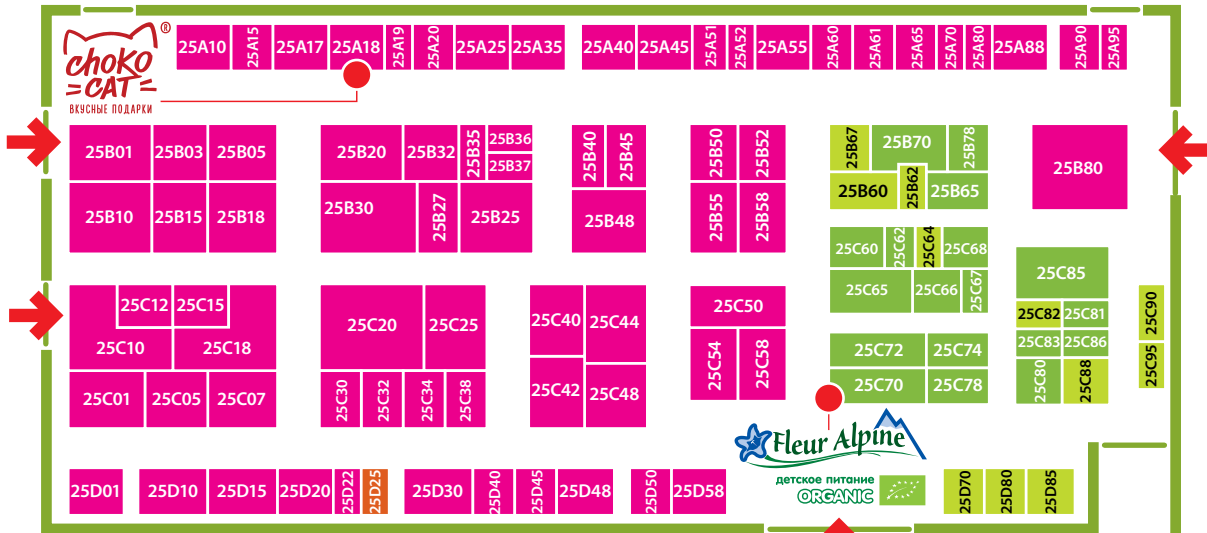 choko
CAT
®
ВКУСНЫЕ ПОДАРКИ
25A10 25A15 25A17 25A18 25A19 25A20 25A25 25A35 25A40 25A45 25A51 25A52 25A55 25A60 25A61 25A65 25A70 25A80 25A88 25A90 25A95
25B01 25B03 25B05 25B20 25B32 25B35 25B36 25B40 25B45 25B50 25B52 25B67 25B70 25B78 25B80
25B37
25B10 25B15 25B18 25B30 25B27 25B25 25B48 25B55 25B58 25B60 25B62 25B65
25C60 25C62 25C64 25C68
25C65 25C66 25C67 25C85
25C12 25C15 25C20 25C25 25C40 25C44 25C50 25C82 25C81 25C90
25C10 25C18 25C54 25C58 25C72 25C74 25C83 25C86 25C95
25C01 25C05 25C07 25C30 25C32 25C34 25C38 25C42 25C48 25C70 25C78 25C80 25C88
Fleur Alpine
детское питание
ORGANIC
25D01 25D10 25D15 25D20 25D22 25D25 25D30 25D40 25D45 25D48 25D50 25D58 25D70 25D80 25D85